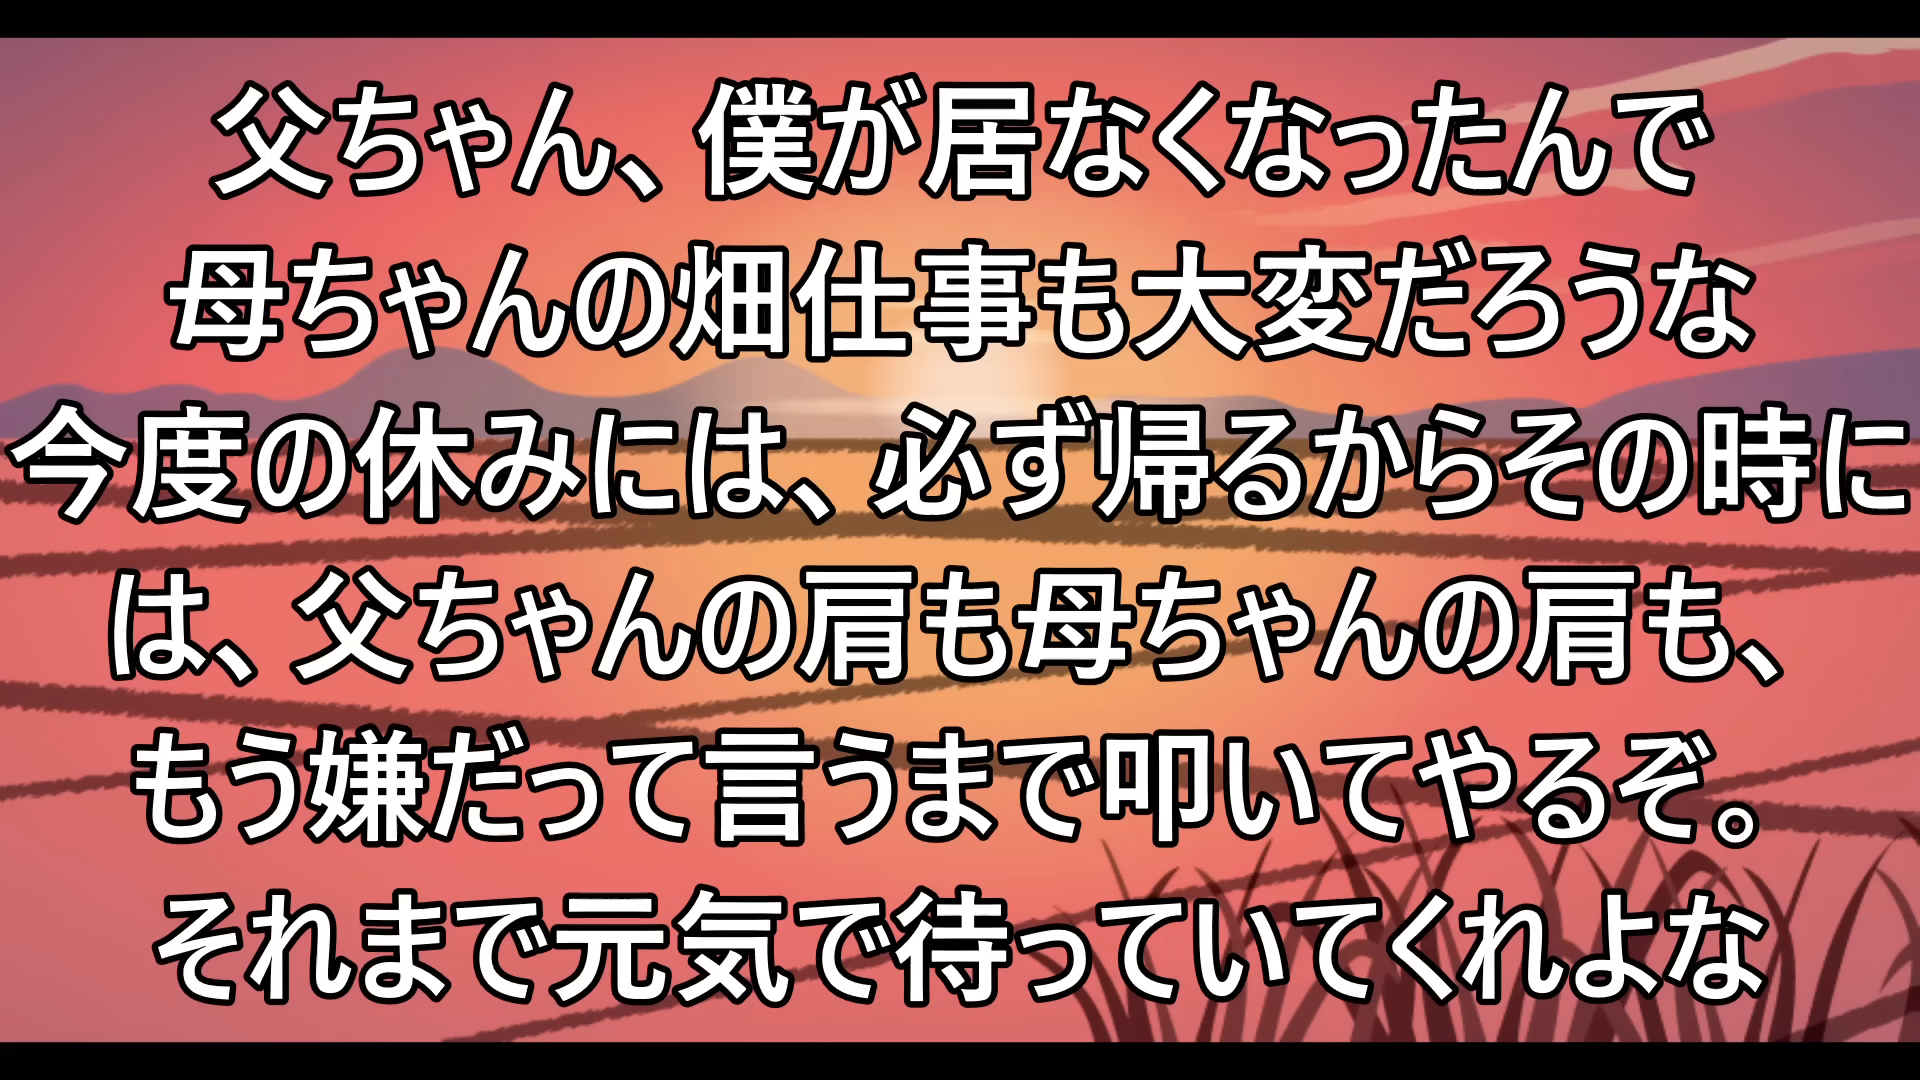 父ちゃん、僕が居なくなったんで
母ちゃんの畑仕事も大変だろうな
今度の休みには、必ず帰るからその時に
は、父ちゃんの肩も母ちゃんの肩も、
もう嫌だって言うまで叩いてやるぞ。
それまで元気で待っていてくれよな